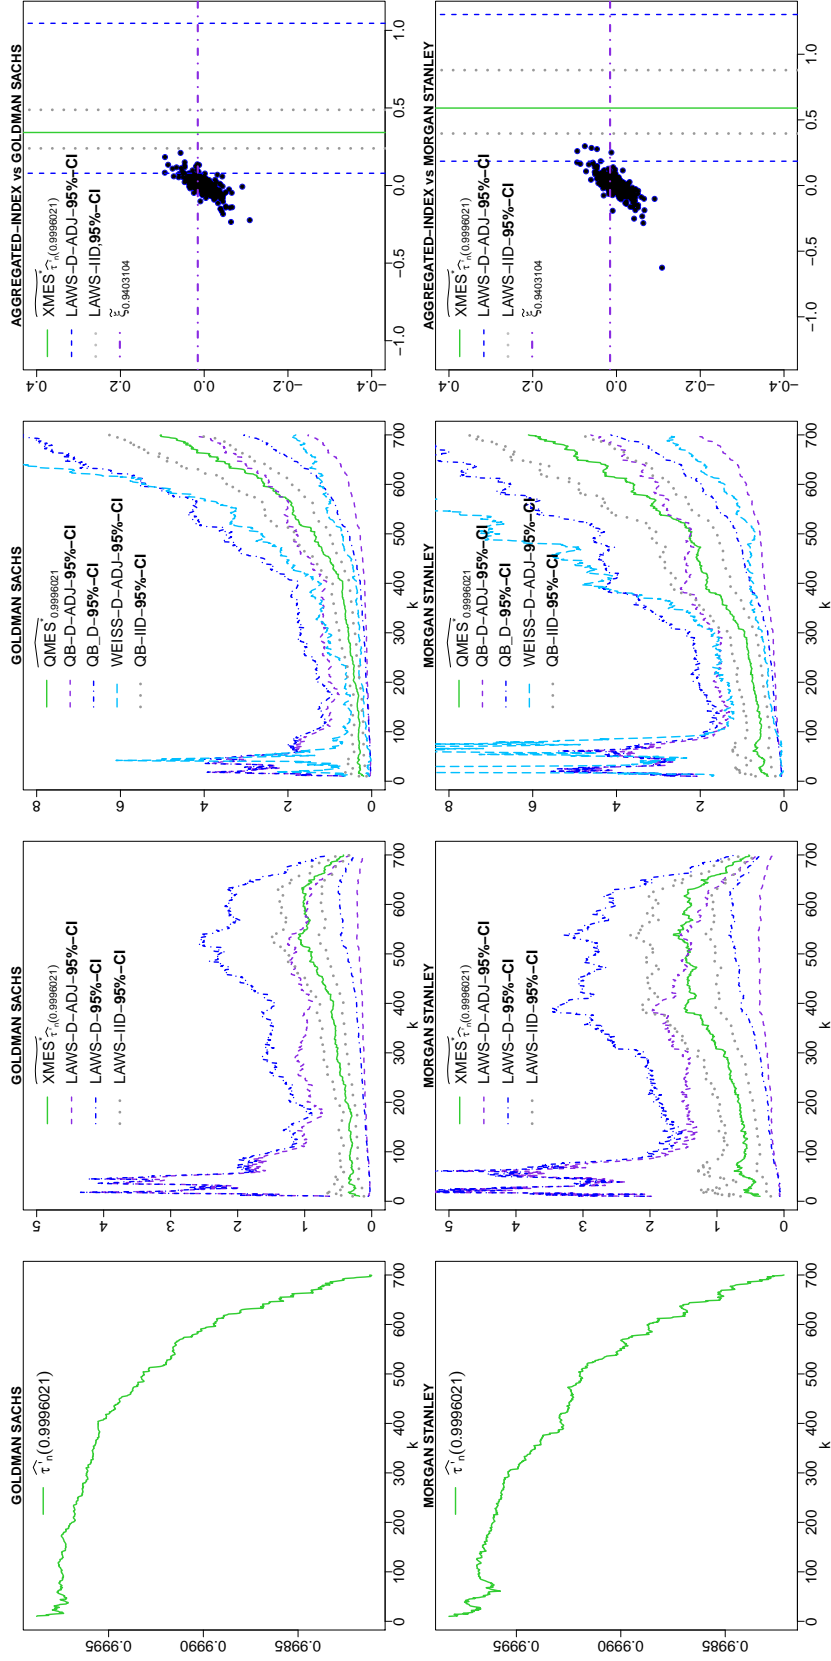 GOLDMAN SACHS
τ̂'ₙ(0.9996021)
0.9995
0.9990
0.9985
0 100 200 300 400 500 600 700
k
GOLDMAN SACHS
XMES* τ̂'ₙ(0.9996021)
LAWS−D−ADJ−95%−CI
LAWS−D−95%−CI
LAWS−IID−95%−CI
5
4
3
2
1
0
0 100 200 300 400 500 600 700
k
GOLDMAN SACHS
QMES* 0.9996021
QB−D−ADJ−95%−CI
QB_D−95%−CI
WEISS−D−ADJ−95%−CI
QB−IID−95%−CI
8
6
4
2
0
0 100 200 300 400 500 600 700
k
AGGREGATED−INDEX vs GOLDMAN SACHS
XMES* τ̂'ₙ(0.9996021)
LAWS−D−ADJ−95%−CI
LAWS−IID,95%−CI
ξ̃0.9403104
0.4
0.2
0.0
−0.2
−0.4
−1.0 −0.5 0.0 0.5 1.0
MORGAN STANLEY
τ̂'ₙ(0.9996021)
0.9995
0.9990
0.9985
0 100 200 300 400 500 600 700
k
MORGAN STANLEY
XMES* τ̂'ₙ(0.9996021)
LAWS−D−ADJ−95%−CI
LAWS−D−95%−CI
LAWS−IID−95%−CI
5
4
3
2
1
0
0 100 200 300 400 500 600 700
k
MORGAN STANLEY
QMES* 0.9996021
QB−D−ADJ−95%−CI
QB_D−95%−CI
WEISS−D−ADJ−95%−CI
QB−IID−95%−CI
8
6
4
2
0
0 100 200 300 400 500 600 700
k
AGGREGATED−INDEX vs MORGAN STANLEY
XMES* τ̂'ₙ(0.9996021)
LAWS−D−ADJ−95%−CI
LAWS−IID−95%−CI
ξ̃0.9403104
0.4
0.2
0.0
−0.2
−0.4
−1.0 −0.5 0.0 0.5 1.0